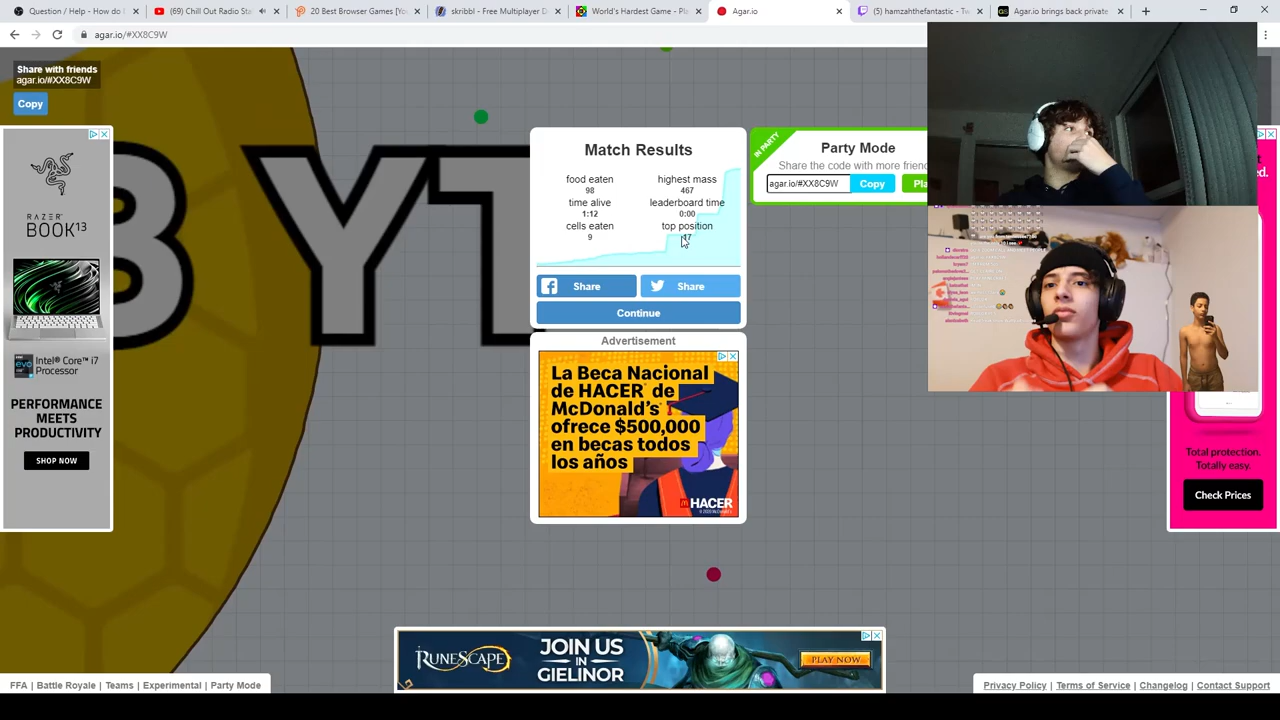 Question / Help - How do I
(69) Chill Out Radio Sta
20 Best Browser Games [You
skribbl - Free Multiplayer D
World's Hardest Game - Pla
Agar.io
(5) hamzahthefantastic - Tw
Agar.io brings back private
agar.io/#XX8C9W
Share with friends
agar.io/#XX8C9W
Copy
B YT
Match Results
food eaten
98
highest mass
467
time alive
1:12
leaderboard time
0:00
cells eaten
9
top position
Share
Share
Continue
IN PARTY
Party Mode
Share the code with more friend
agar.io/#XX8C9W
Copy
Pla
RAZER
BOOK 13
Intel® Core™ i7
Processor
PERFORMANCE
MEETS
PRODUCTIVITY
SHOP NOW
Advertisement
La Beca Nacional
de HACER® de
McDonald's®
ofrece $500,000
en becas todos
los años
HACER
Total protection.
Totally easy.
Check Prices
RUNESCAPE
JOIN US
IN
GIELINOR
PLAY NOW
FFA | Battle Royale | Teams | Experimental | Party Mode
Privacy Policy | Terms of Service | Changelog | Contact Support